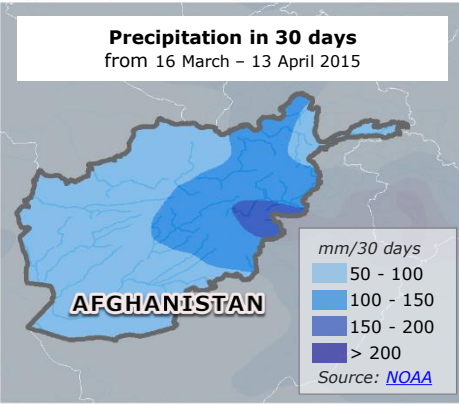 Precipitation in 30 days
from 16 March – 13 April 2015
AFGHANISTAN
mm/30 days
50 - 100
100 - 150
150 - 200
> 200
Source: NOAA